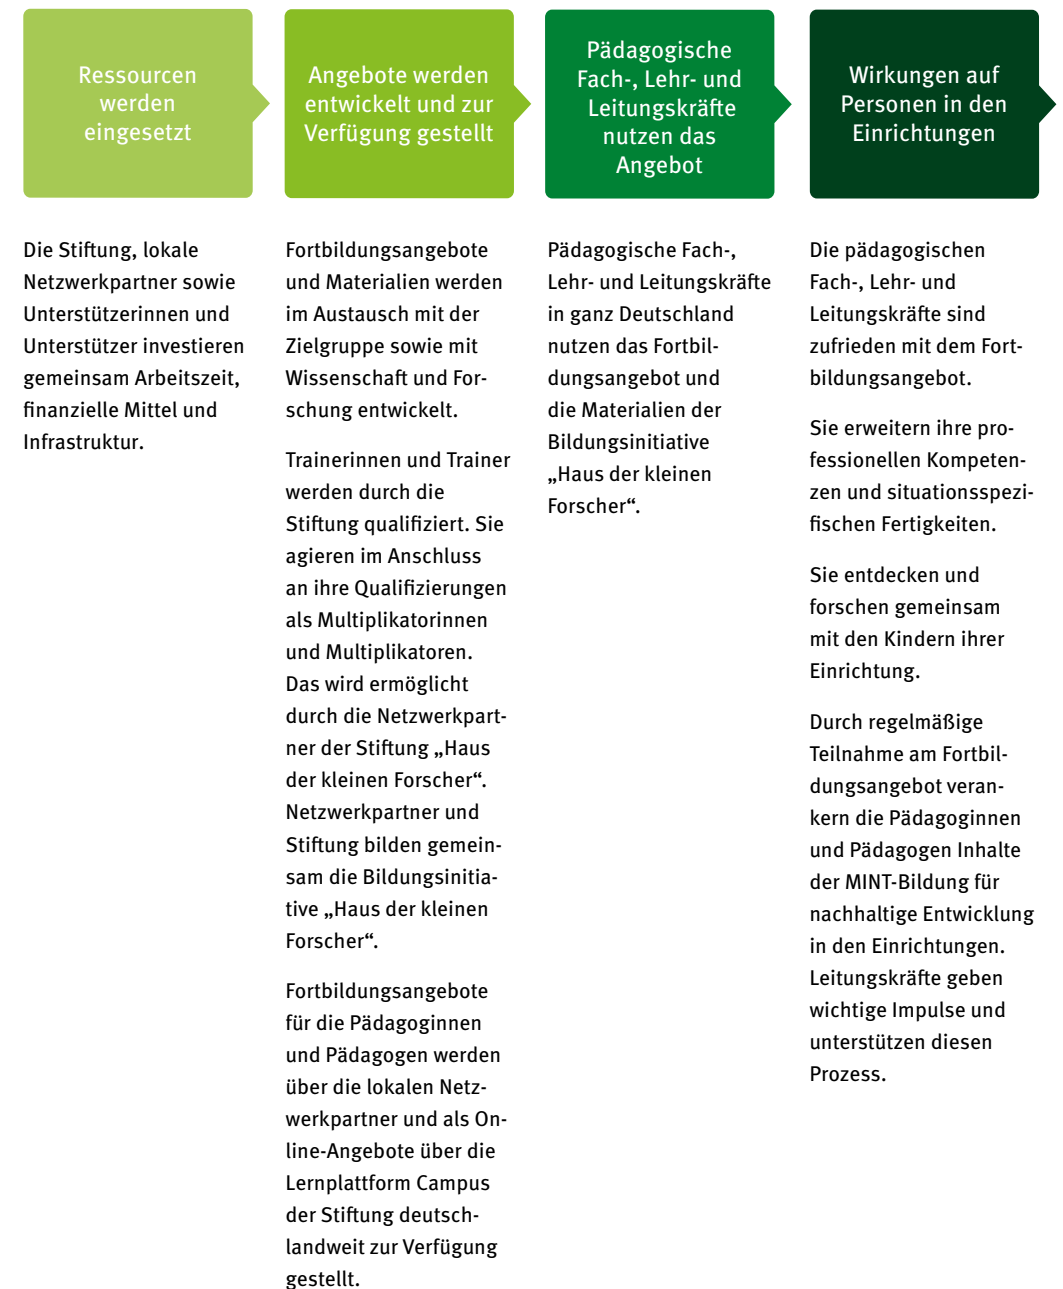 Ressourcen
werden
eingesetzt
Angebote werden
entwickelt und zur
Verfügung gestellt
Pädagogische
Fach-, Lehr- und
Leitungskräfte
nutzen das
Angebot
Wirkungen auf
Personen in den
Einrichtungen
Die Stiftung, lokale
Netzwerkpartner sowie
Unterstützerinnen und
Unterstützer investieren
gemeinsam Arbeitszeit,
finanzielle Mittel und
Infrastruktur.
Fortbildungsangebote
und Materialien werden
im Austausch mit der
Zielgruppe sowie mit
Wissenschaft und For-
schung entwickelt.
Trainerinnen und Trainer
werden durch die
Stiftung qualifiziert. Sie
agieren im Anschluss
an ihre Qualifizierungen
als Multiplikatorinnen
und Multiplikatoren.
Das wird ermöglicht
durch die Netzwerkpart-
ner der Stiftung „Haus
der kleinen Forscher“.
Netzwerkpartner und
Stiftung bilden gemein-
sam die Bildungsinitia-
tive „Haus der kleinen
Forscher“.
Fortbildungsangebote
für die Pädagoginnen
und Pädagogen werden
über die lokalen Netz-
werkpartner und als On-
line-Angebote über die
Lernplattform Campus
der Stiftung deutsch-
landweit zur Verfügung
gestellt.
Pädagogische Fach-,
Lehr- und Leitungskräfte
in ganz Deutschland
nutzen das Fortbil-
dungsangebot und
die Materialien der
Bildungsinitiative
„Haus der kleinen
Forscher“.
Die pädagogischen
Fach-, Lehr- und
Leitungskräfte sind
zufrieden mit dem Fort-
bildungsangebot.
Sie erweitern ihre pro-
fessionellen Kompeten-
zen und situationsspezi-
fischen Fertigkeiten.
Sie entdecken und
forschen gemeinsam
mit den Kindern ihrer
Einrichtung.
Durch regelmäßige
Teilnahme am Fortbil-
dungsangebot veran-
kern die Pädagoginnen
und Pädagogen Inhalte
der MINT-Bildung für
nachhaltige Entwicklung
in den Einrichtungen.
Leitungskräfte geben
wichtige Impulse und
unterstützen diesen
Prozess.